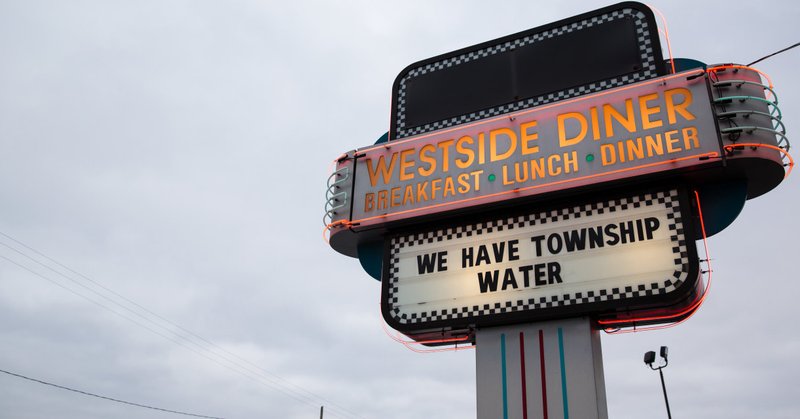 WESTSIDE DINER
BREAKFAST • LUNCH • DINNER
WE HAVE TOWNSHIP
WATER